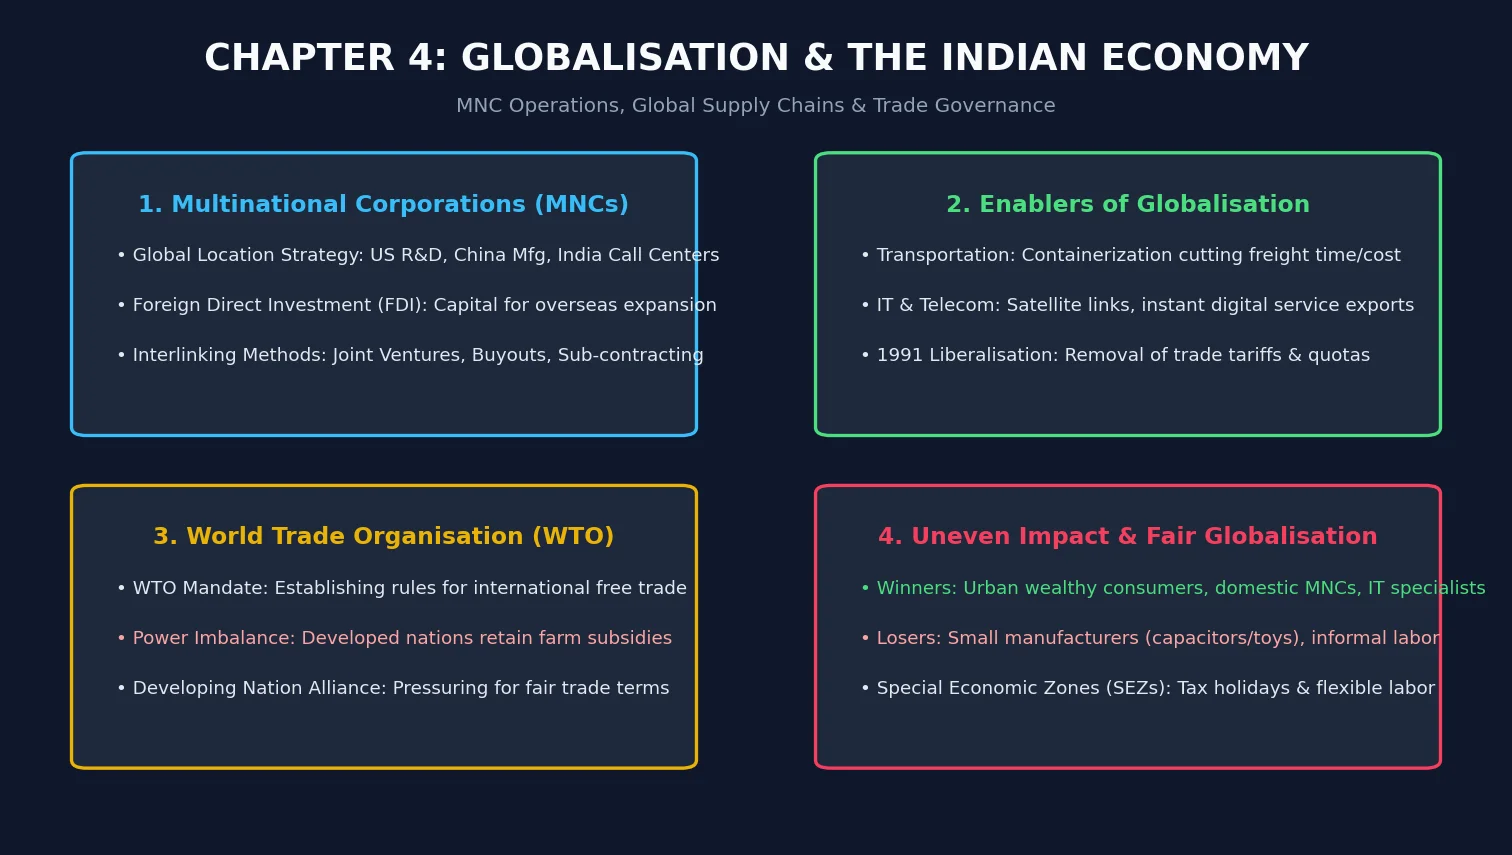 CHAPTER 4: GLOBALISATION & THE INDIAN ECONOMY
MNC Operations, Global Supply Chains & Trade Governance
1. Multinational Corporations (MNCs)
• Global Location Strategy: US R&D, China Mfg, India Call Centers
• Foreign Direct Investment (FDI): Capital for overseas expansion
• Interlinking Methods: Joint Ventures, Buyouts, Sub-contracting
2. Enablers of Globalisation
• Transportation: Containerization cutting freight time/cost
• IT & Telecom: Satellite links, instant digital service exports
• 1991 Liberalisation: Removal of trade tariffs & quotas
3. World Trade Organisation (WTO)
• WTO Mandate: Establishing rules for international free trade
• Power Imbalance: Developed nations retain farm subsidies
• Developing Nation Alliance: Pressuring for fair trade terms
4. Uneven Impact & Fair Globalisation
• Winners: Urban wealthy consumers, domestic MNCs, IT specialists
• Losers: Small manufacturers (capacitors/toys), informal labor
• Special Economic Zones (SEZs): Tax holidays & flexible labor